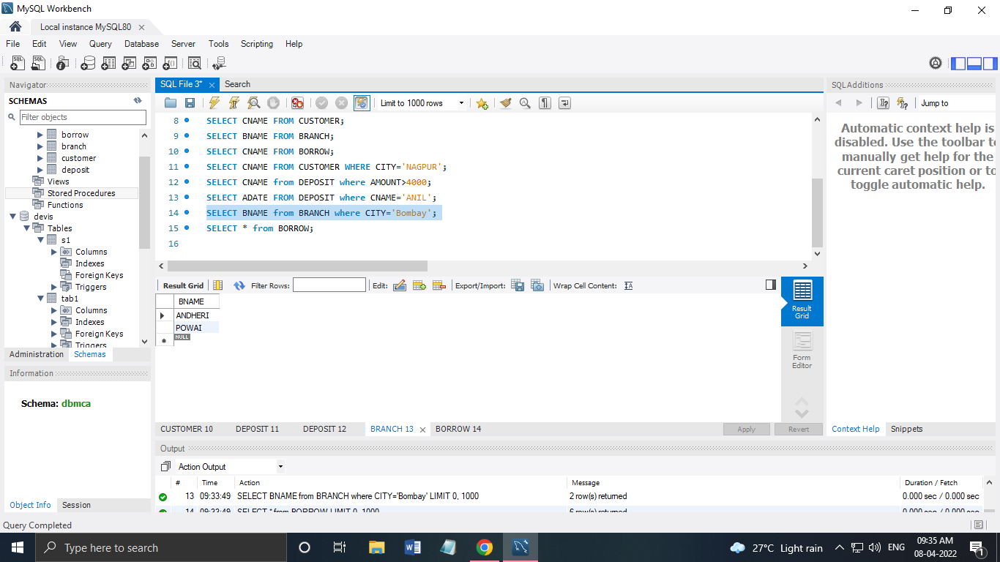 MySQL Workbench
Local instance MySQL80
File Edit View Query Database Server Tools Scripting Help
Navigator
SCHEMAS
Filter objects
borrow
branch
customer
deposit
Views
Stored Procedures
Functions
devis
Tables
s1
Columns
Indexes
Foreign Keys
Triggers
tab1
Columns
Indexes
Foreign Keys
Triggers
Administration Schemas
Information
Schema: dbmca
Object Info Session
SQL File 3* Search
Limit to 1000 rows
8 SELECT CNAME FROM CUSTOMER;
9 SELECT BNAME FROM BRANCH;
10 SELECT CNAME FROM BORROW;
11 SELECT CNAME FROM CUSTOMER WHERE CITY='NAGPUR';
12 SELECT CNAME from DEPOSIT where AMOUNT>4000;
13 SELECT ADATE FROM DEPOSIT where CNAME='ANIL';
14 SELECT BNAME from BRANCH where CITY='Bombay';
15 SELECT * from BORROW;
16
Result Grid Filter Rows: Edit: Export/Import: Wrap Cell Content:
BNAME
ANDHERI
POWAI
NULL
Result
Grid
Form
Editor
CUSTOMER 10 DEPOSIT 11 DEPOSIT 12 BRANCH 13 BORROW 14 Apply Revert
Output
Action Output
# Time Action Message Duration / Fetch
13 09:33:49 SELECT BNAME from BRANCH where CITY='Bombay' LIMIT 0, 1000 2 row(s) returned 0.000 sec / 0.000 sec
14 09:33:49 SELECT * from BORROW LIMIT 0, 1000 6 row(s) returned 0.000 sec / 0.000 sec
SQLAdditions
Jump to
Automatic context help is
disabled. Use the toolbar to
manually get help for the
current caret position or to
toggle automatic help.
Context Help Snippets
Query Completed
Type here to search
27°C Light rain
ENG
09:35 AM
08-04-2022
1